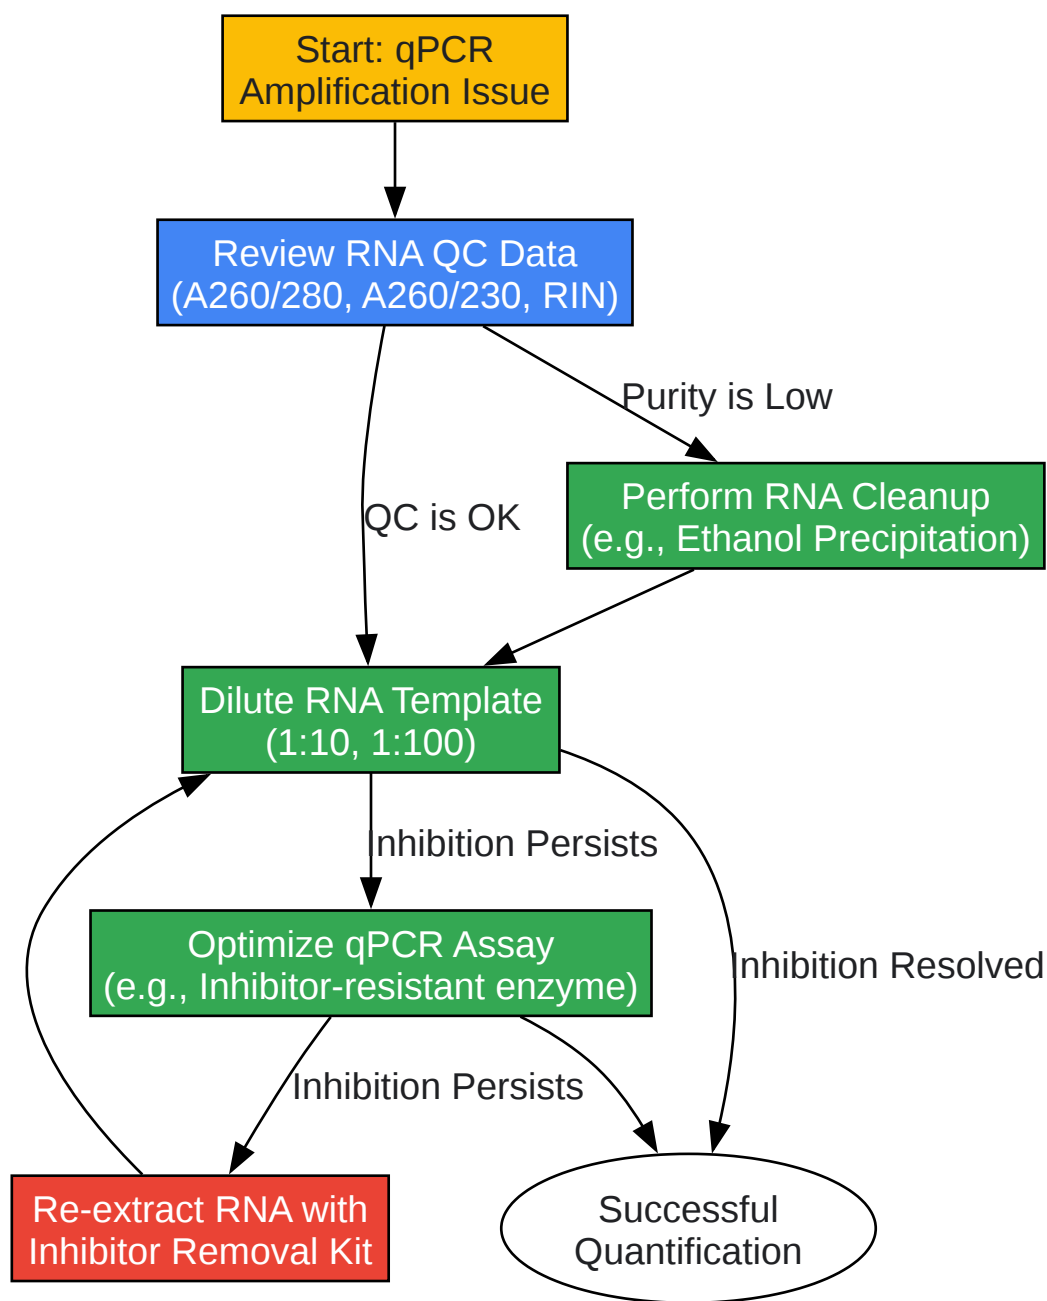 Start: qPCR
Amplification Issue
Review RNA QC Data
(A260/280, A260/230, RIN)
Purity is Low
Perform RNA Cleanup
(e.g., Ethanol Precipitation)
QC is OK
Dilute RNA Template
(1:10, 1:100)
Inhibition Persists
Optimize qPCR Assay
(e.g., Inhibitor-resistant enzyme)
Inhibition Resolved
Inhibition Persists
Re-extract RNA with
Inhibitor Removal Kit
Successful
Quantification